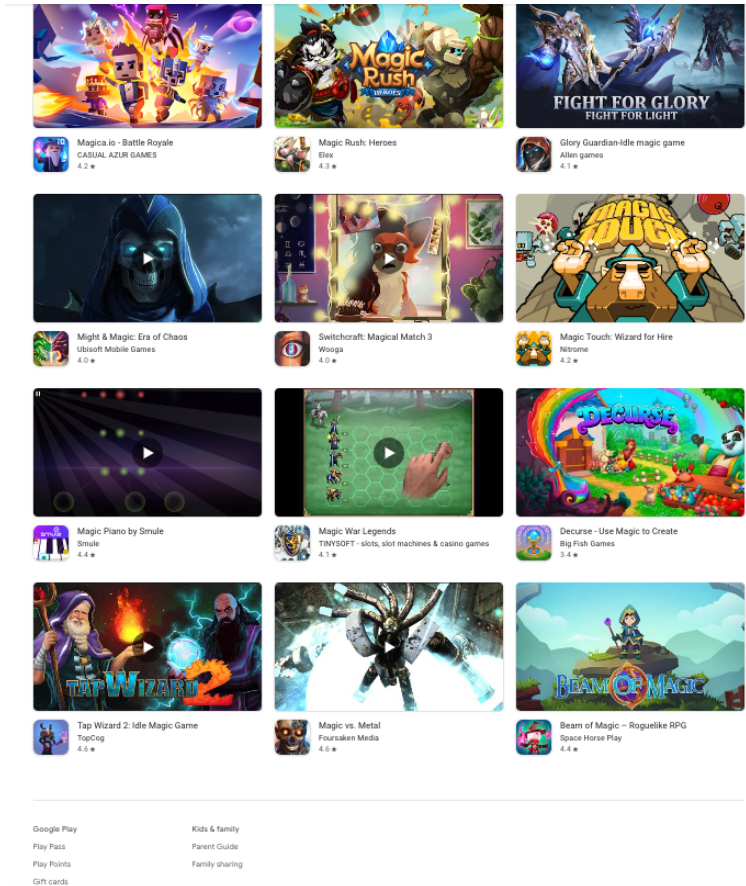 Magic
Rush
HEROES
FIGHT FOR GLORY
FIGHT FOR LIGHT
Magica.io - Battle Royale
CASUAL AZUR GAMES
4.2 ★
Magic Rush: Heroes
Elex
4.3 ★
Glory Guardian-Idle magic game
Allen games
4.1 ★
MAGIC
TOUCH
Might & Magic: Era of Chaos
Ubisoft Mobile Games
4.0 ★
Switchcraft: Magical Match 3
Wooga
4.0 ★
Magic Touch: Wizard for Hire
Nitrome
4.2 ★
DECURSE
Magic Piano by Smule
Smule
4.4 ★
Magic War Legends
TINYSOFT - slots, slot machines & casino games
4.1 ★
Decurse - Use Magic to Create
Big Fish Games
3.4 ★
TAP WIZARD 2
BEAM OF MAGIC
Tap Wizard 2: Idle Magic Game
TopCog
4.6 ★
Magic vs. Metal
Foursaken Media
4.6 ★
Beam of Magic – Roguelike RPG
Space Horse Play
4.4 ★
Google Play
Kids & family
Play Pass
Parent Guide
Play Points
Family sharing
Gift cards